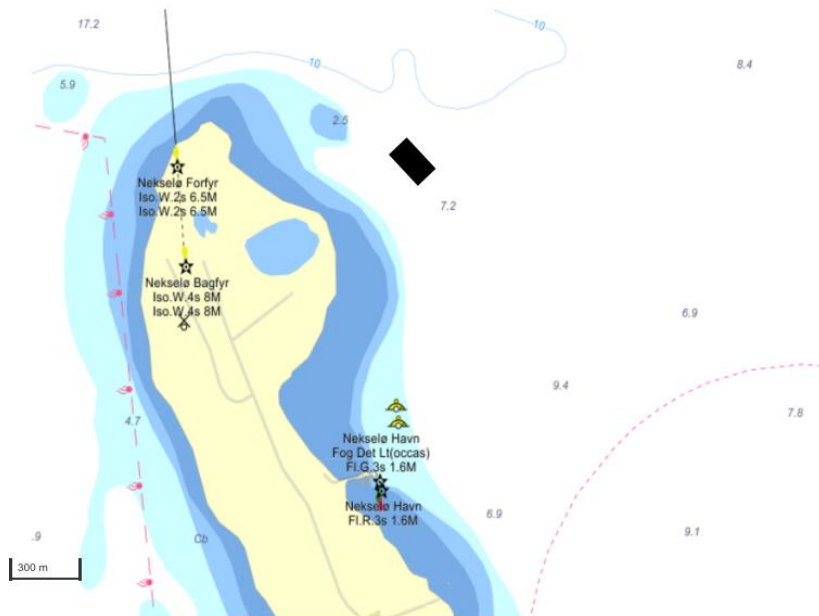 17.2
10
10
8.4
5.9
2.5
Nekselø Forfyr
Iso.W.2s 6.5M
Iso.W.2s 6.5M
7.2
Nekselø Bagfyr
Iso.W.4s 8M
Iso.W.4s 8M
6.9
9.4
7.8
4.7
Nekselø Havn
Fog Det Lt(occas)
Fl.G.3s 1.6M
Nekselø Havn
Fl.R.3s 1.6M
6.9
9.1
.9
Cb
300 m